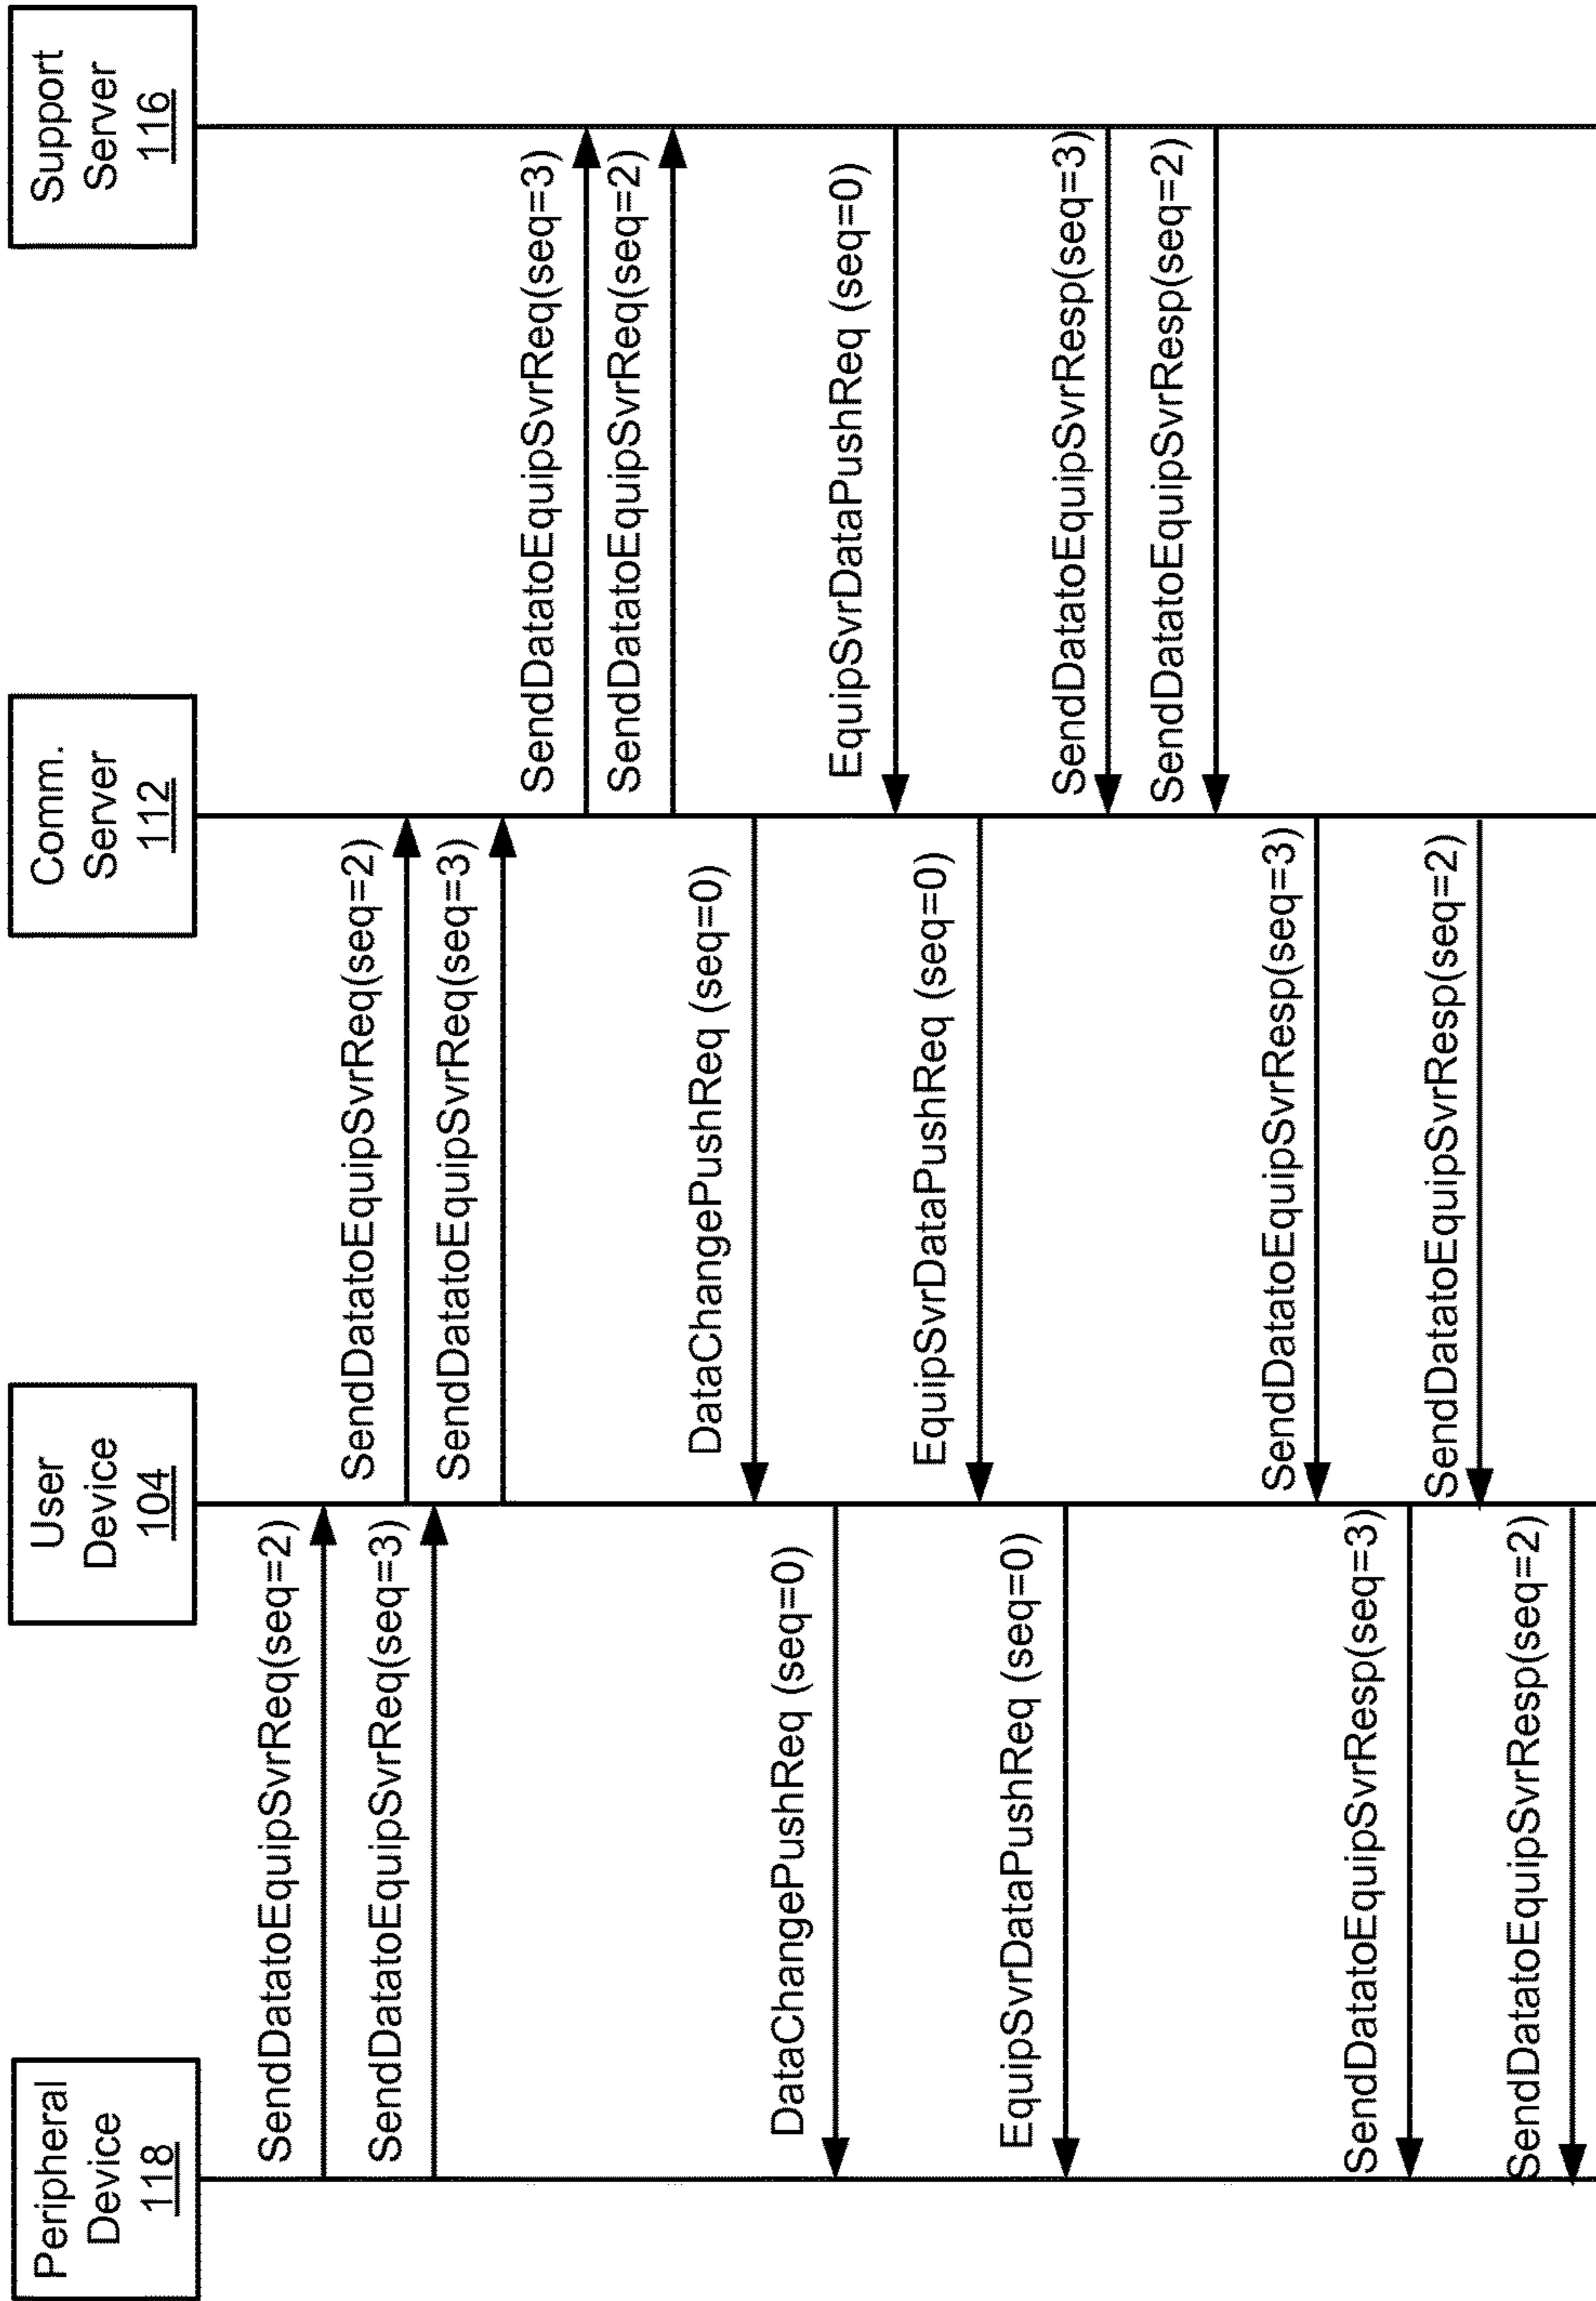 Peripheral
Device
118
User
Device
104
Comm.
Server
112
Support
Server
116
SendDatatoEquipSvrReq(seq=2)
SendDatatoEquipSvrReq(seq=2)
SendDatatoEquipSvrReq(seq=3)
SendDatatoEquipSvrReq(seq=3)
SendDatatoEquipSvrReq(seq=3)
SendDatatoEquipSvrReq(seq=2)
DataChangePushReq (seq=0)
DataChangePushReq (seq=0)
EquipSvrDataPushReq (seq=0)
EquipSvrDataPushReq (seq=0)
EquipSvrDataPushReq (seq=0)
SendDatatoEquipSvrResp(seq=3)
SendDatatoEquipSvrResp(seq=2)
SendDatatoEquipSvrResp(seq=3)
SendDatatoEquipSvrResp(seq=3)
SendDatatoEquipSvrResp(seq=2)
SendDatatoEquipSvrResp(seq=2)